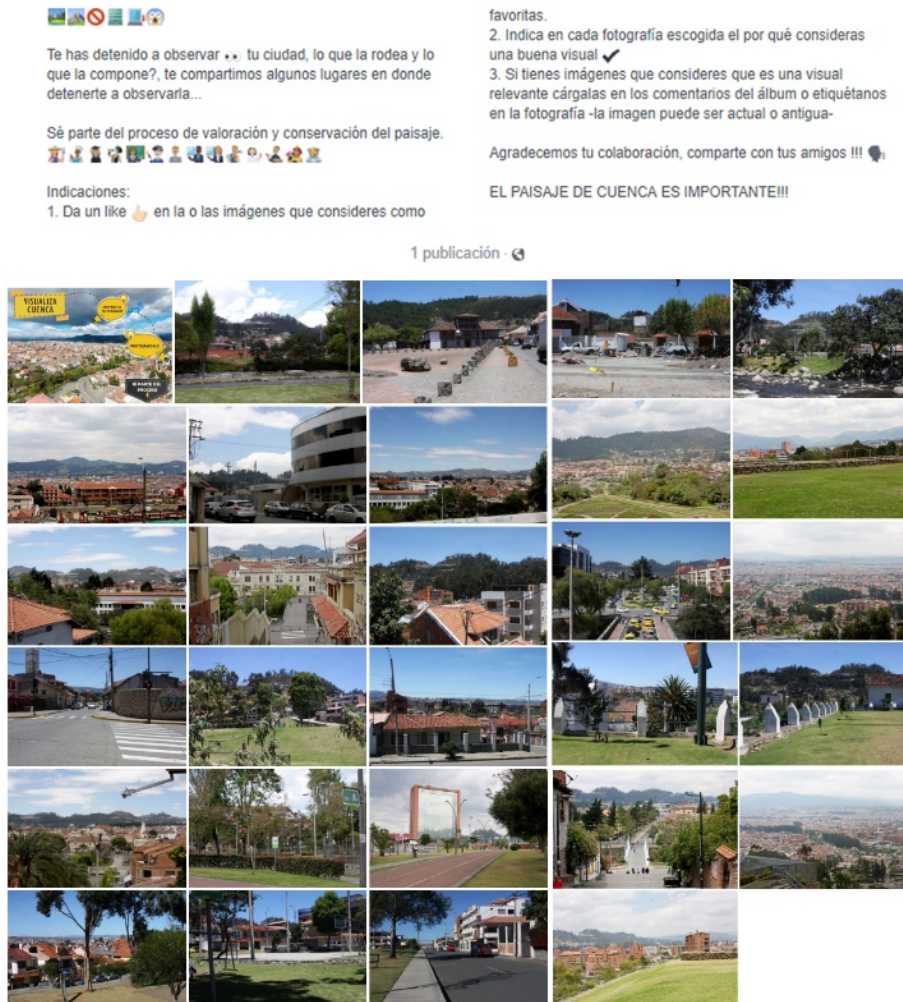 Te has detenido a observar 👀 tu ciudad, lo que la rodea y lo
que la compone?, te compartimos algunos lugares en donde
detenerte a observarla...
Sé parte del proceso de valoración y conservación del paisaje.
Indicaciones:
1. Da un like 👍🏻 en la o las imágenes que consideres como
favoritas.
2. Indica en cada fotografía escogida el por qué consideras
una buena visual ✔
3. Si tienes imágenes que consideres que es una visual
relevante cárgalas en los comentarios del álbum o etiquétanos
en la fotografía -la imagen puede ser actual o antigua-
Agradecemos tu colaboración, comparte con tus amigos !!! 🗣
EL PAISAJE DE CUENCA ES IMPORTANTE!!!
1 publicación ·
VISUALIZA
CUENCA
SÉ PARTE DEL
PROCESO